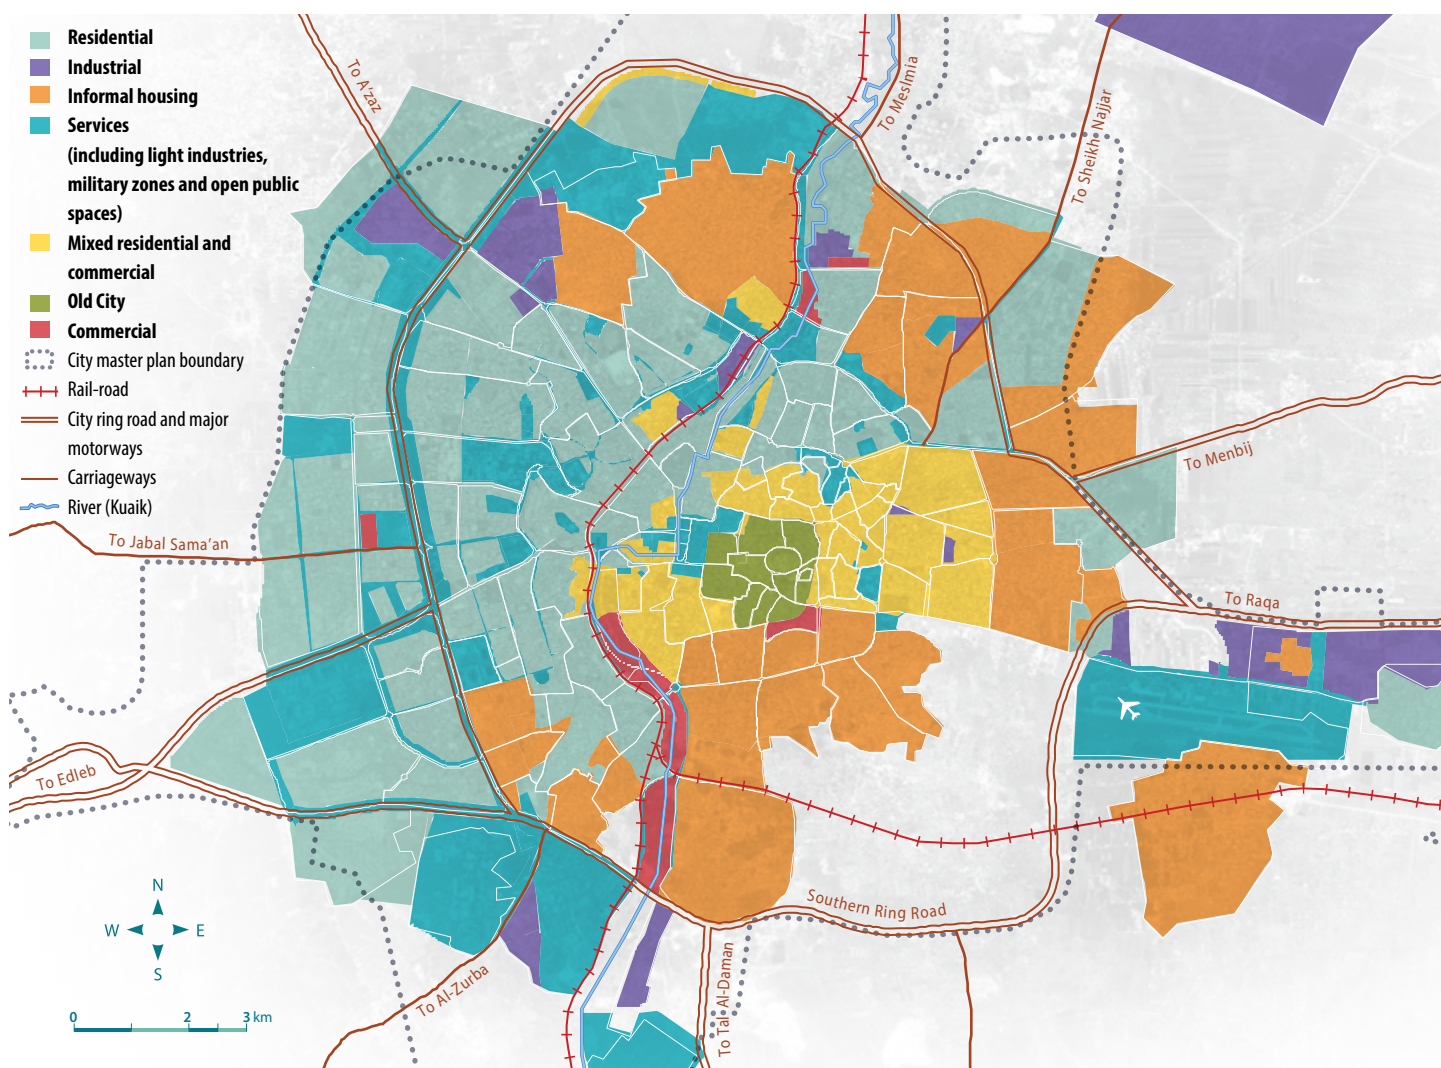 Residential
Industrial
Informal housing
Services
(including light industries,
military zones and open public
spaces)
Mixed residential and
commercial
Old City
Commercial
City master plan boundary
Rail-road
City ring road and major
motorways
Carriageways
River (Kuaik)
To A'zaz
To Meslmia
To Sheikh Najjar
To Menbij
To Jabal Sama'an
To Raqa
To Edleb
Southern Ring Road
To Al-Zurba
To Tal Al-Daman
N
W E
S
0 2 3 km